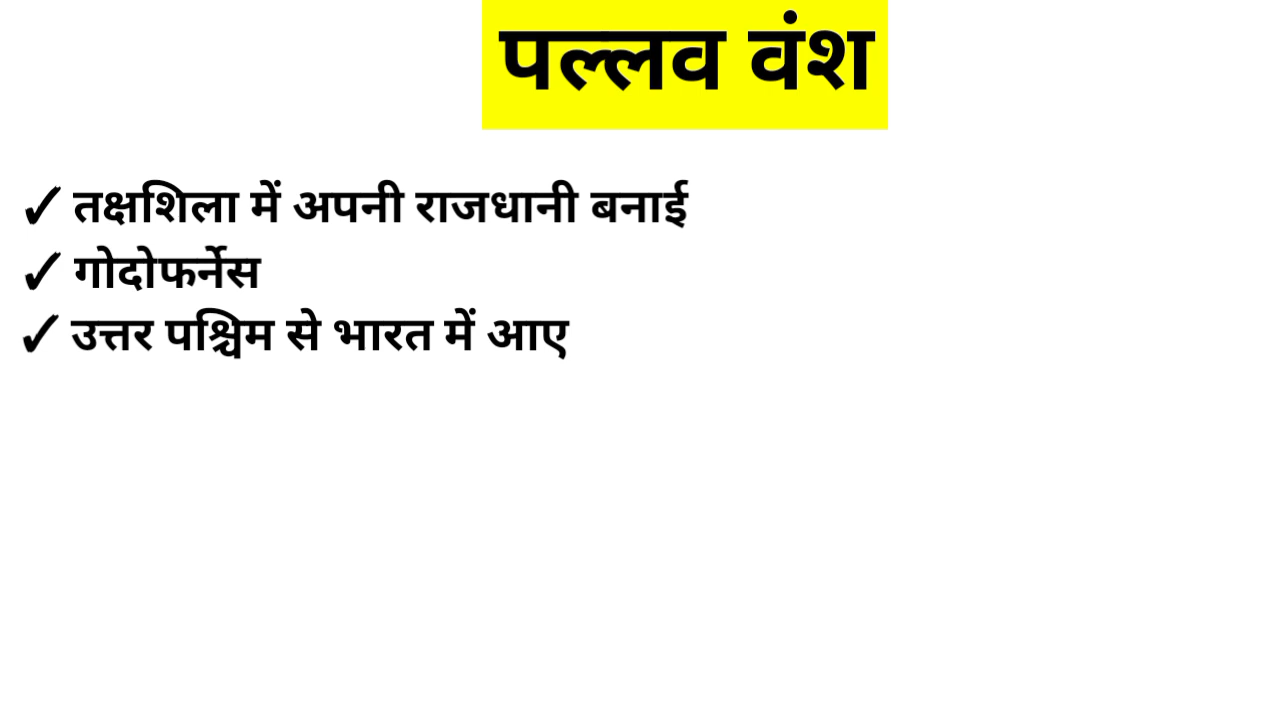 पल्लव वंश
✓ तक्षशिला में अपनी राजधानी बनाई
✓ गोदोफर्नेस
✓ उत्तर पश्चिम से भारत में आए